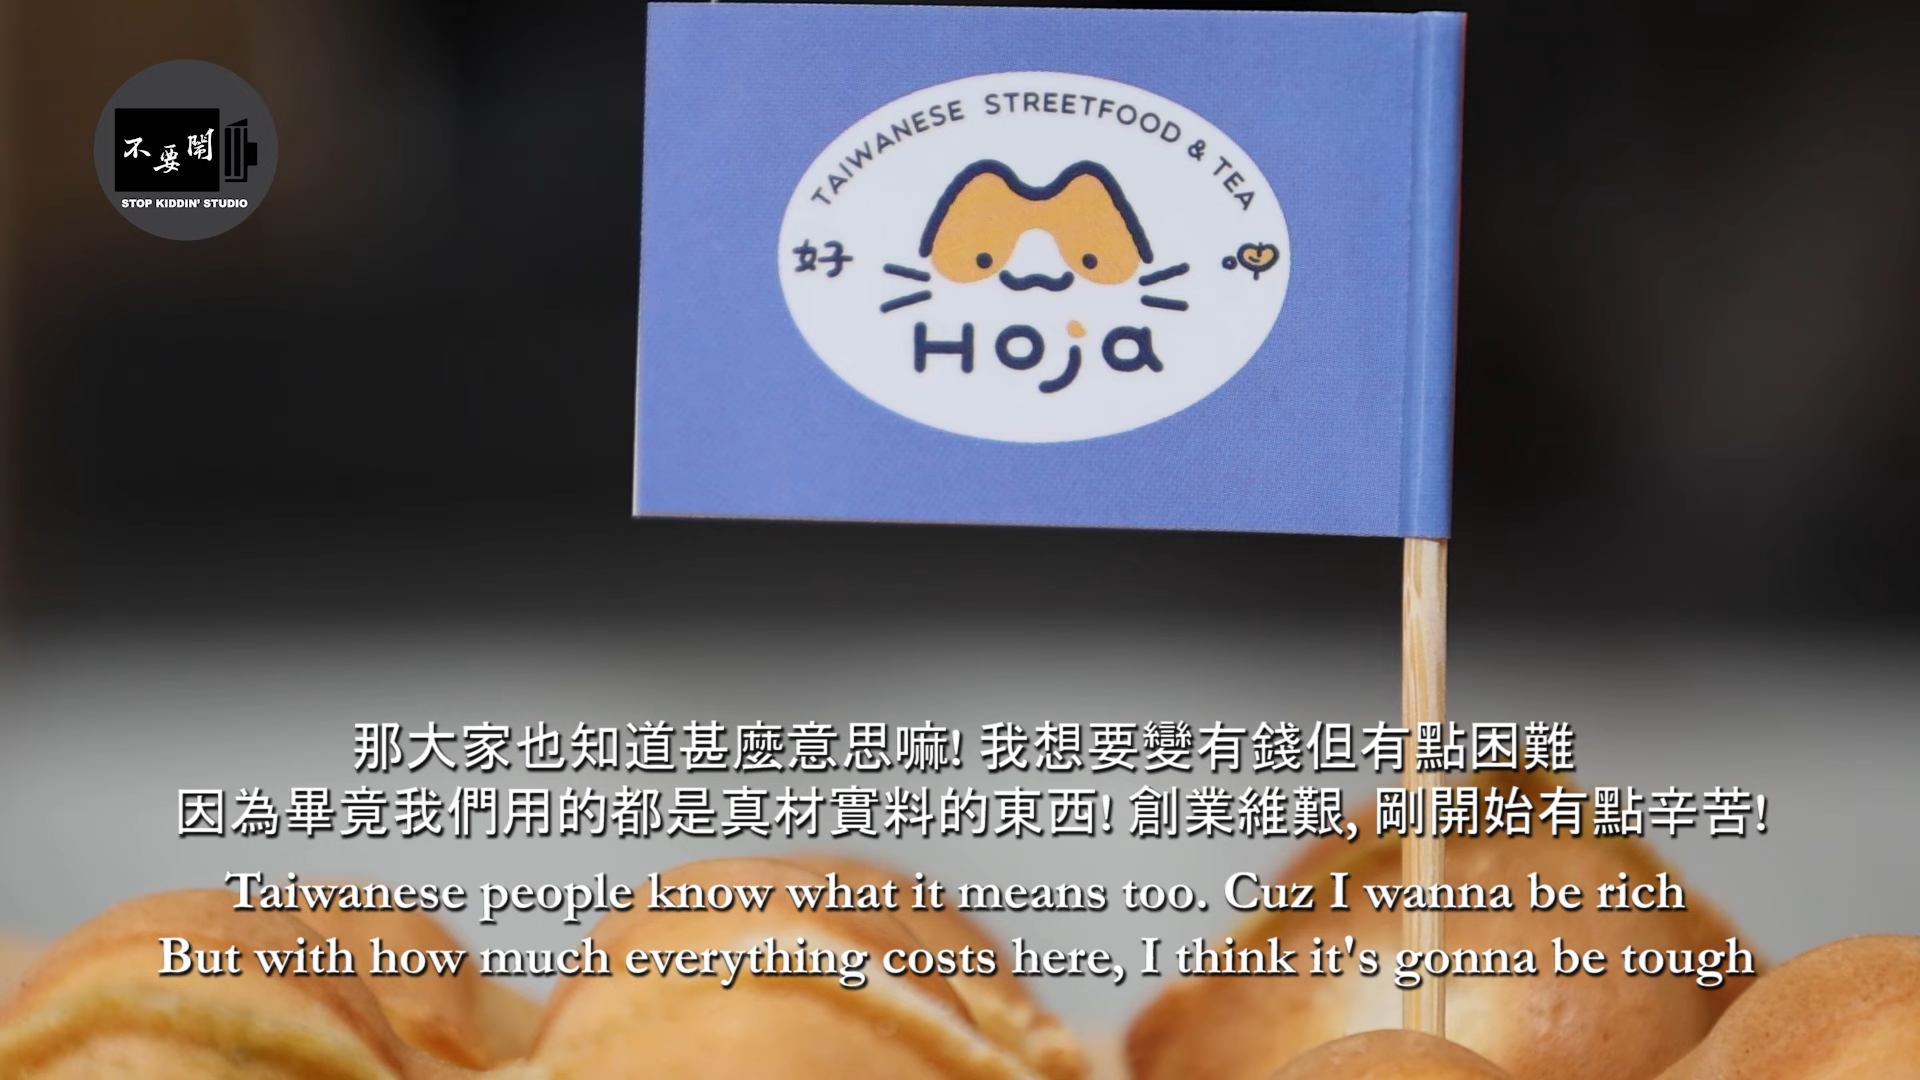 不要鬧
STOP KIDDIN' STUDIO
TAIWANESE STREETFOOD & TEA
好
Hoja
那大家也知道甚麼意思嘛! 我想要變有錢但有點困難
因為畢竟我們用的都是真材實料的東西! 創業維艱, 剛開始有點辛苦!
Taiwanese people know what it means too. Cuz I wanna be rich
But with how much everything costs here, I think it's gonna be tough